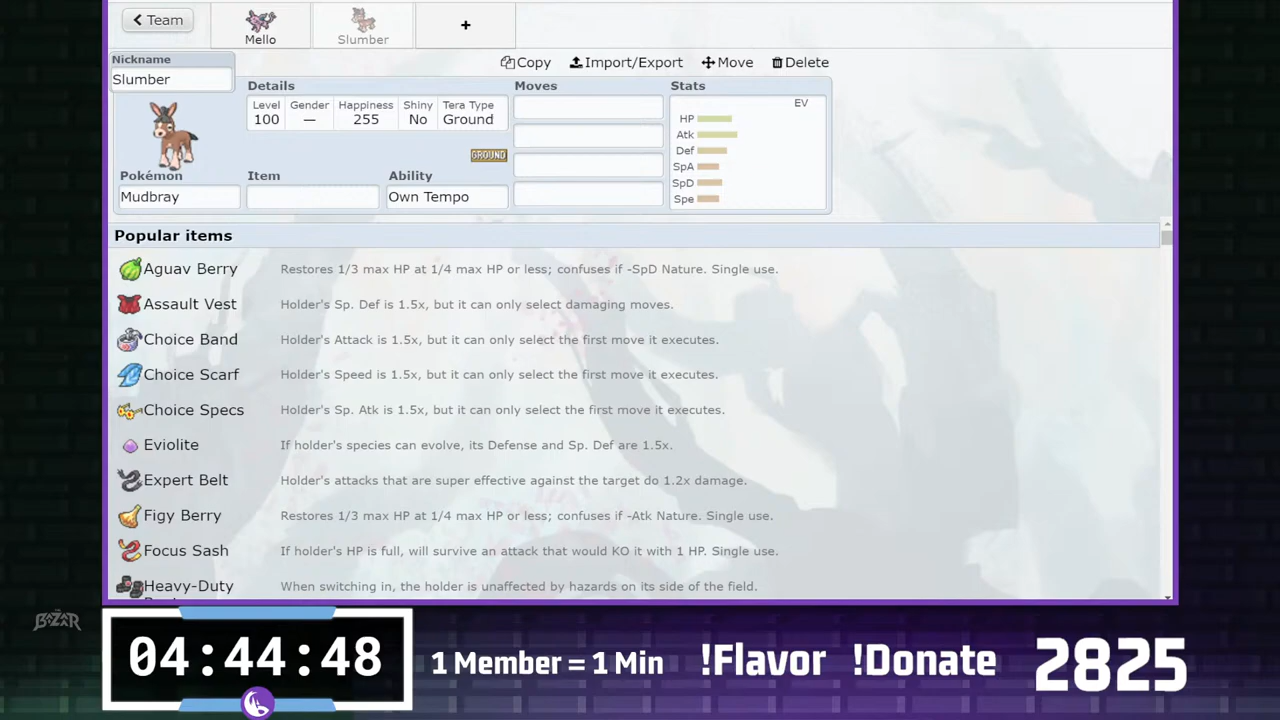 Team
Mello
Slumber
+
Nickname
Slumber
Copy Import/Export Move Delete
Details
Moves
Stats
Level Gender Happiness Shiny Tera Type
100 — 255 No Ground
EV
HP
Atk
Def
SpA
SpD
Spe
GROUND
Pokémon Item Ability
Mudbray Own Tempo
Popular items
Aguav Berry Restores 1/3 max HP at 1/4 max HP or less; confuses if -SpD Nature. Single use.
Assault Vest Holder's Sp. Def is 1.5x, but it can only select damaging moves.
Choice Band Holder's Attack is 1.5x, but it can only select the first move it executes.
Choice Scarf Holder's Speed is 1.5x, but it can only select the first move it executes.
Choice Specs Holder's Sp. Atk is 1.5x, but it can only select the first move it executes.
Eviolite If holder's species can evolve, its Defense and Sp. Def are 1.5x.
Expert Belt Holder's attacks that are super effective against the target do 1.2x damage.
Figy Berry Restores 1/3 max HP at 1/4 max HP or less; confuses if -Atk Nature. Single use.
Focus Sash If holder's HP is full, will survive an attack that would KO it with 1 HP. Single use.
Heavy-Duty When switching in, the holder is unaffected by hazards on its side of the field.
BAZAR
04:44:48 1 Member = 1 Min !Flavor !Donate 2825